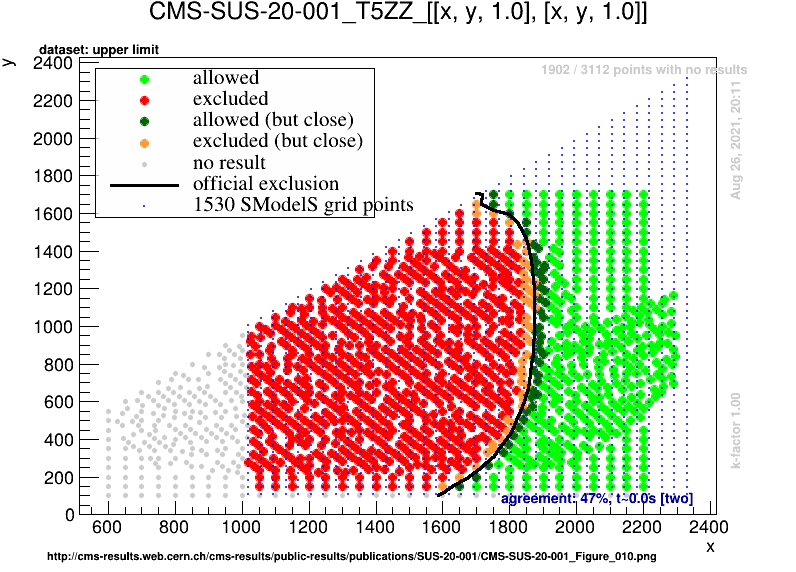 CMS-SUS-20-001_T5ZZ_[[x, y, 1.0], [x, y, 1.0]]
dataset: upper limit
y
1902 / 3112 points with no results
allowed
excluded
allowed (but close)
excluded (but close)
no result
official exclusion
1530 SModelS grid points
Aug 26, 2021, 20:11
k-factor 1.00
2400
2200
2000
1800
1600
1400
1200
1000
800
600
400
200
0
agreement: 47%, t~0.0s [two]
600 800 1000 1200 1400 1600 1800 2000 2200 2400
x
http://cms-results.web.cern.ch/cms-results/public-results/publications/SUS-20-001/CMS-SUS-20-001_Figure_010.png